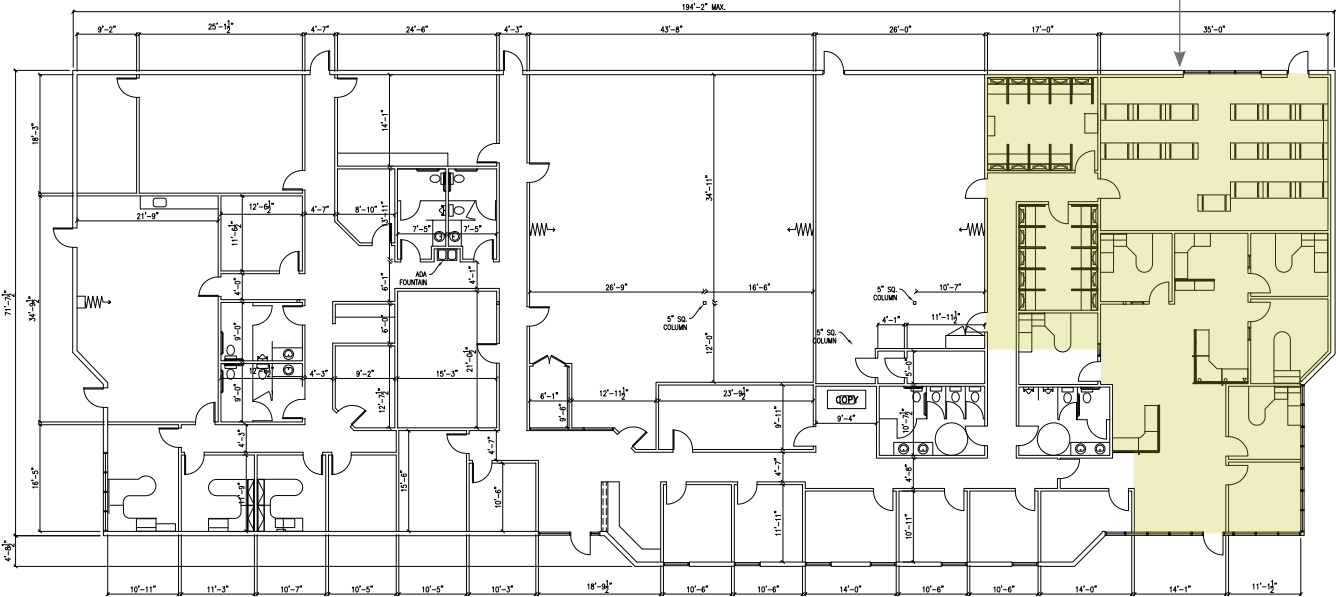 194'-2" MAX.
9'-2" 25'-1½" 4'-7" 24'-6" 4'-3" 43'-8" 26'-0" 17'-0" 35'-0"
14'-1"
18'-3"
34'-11"
12'-6½" 4'-7" 8'-10" 3'-11"
21'-9"
7'-5" 7'-5"
11'-6½"
ADA
FOUNTAIN
4'-0" 6'-1" 4'-1"
26'-9" 16'-6" 10'-7"
5" SQ.
COLUMN
5" SQ.
COLUMN
5" SQ.
COLUMN
4'-1" 11'-11½"
71'-7½" 34'-9½"
9'-0" 6'-0" 12'-0"
21'-0½" 5'-0"
4'-3" 9'-2" 15'-3"
9'-0" 12'-7½"
6'-1" 12'-11½" 23'-9½"
COPY
9'-6" 9'-11" 9'-4" 10'-7½"
4'-3" 4'-7" 4'-7" 4'-8"
16'-5" 11'-9" 15'-6" 10'-6" 11'-11" 10'-11"
4'-8½"
10'-11" 11'-3" 10'-7" 10'-5" 10'-5" 10'-3" 18'-9½" 10'-6" 10'-6" 14'-0" 10'-6" 10'-6" 14'-0" 14'-1" 11'-1½"